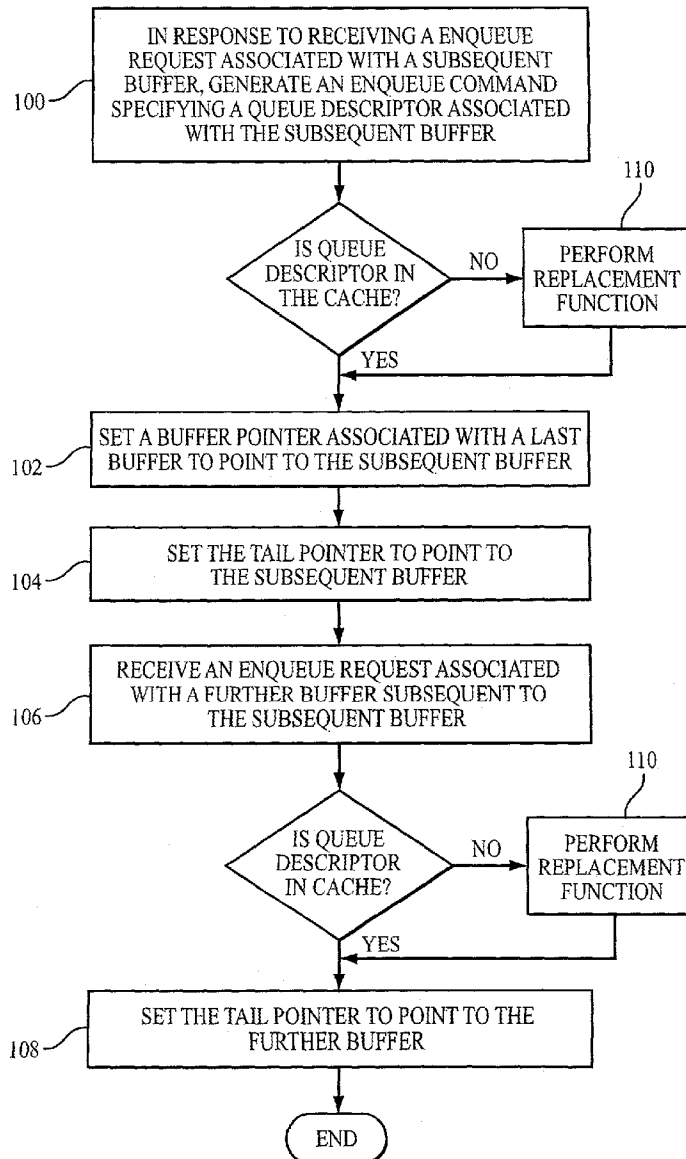 IN RESPONSE TO RECEIVING A ENQUEUE
REQUEST ASSOCIATED WITH A SUBSEQUENT
BUFFER, GENERATE AN ENQUEUE COMMAND
SPECIFYING A QUEUE DESCRIPTOR ASSOCIATED
WITH THE SUBSEQUENT BUFFER
100
110
IS QUEUE
DESCRIPTOR IN
THE CACHE?
NO
PERFORM
REPLACEMENT
FUNCTION
YES
SET A BUFFER POINTER ASSOCIATED WITH A LAST
BUFFER TO POINT TO THE SUBSEQUENT BUFFER
102
SET THE TAIL POINTER TO POINT TO
THE SUBSEQUENT BUFFER
104
RECEIVE AN ENQUEUE REQUEST ASSOCIATED
WITH A FURTHER BUFFER SUBSEQUENT TO
THE SUBSEQUENT BUFFER
106
110
IS QUEUE
DESCRIPTOR
IN CACHE?
NO
PERFORM
REPLACEMENT
FUNCTION
YES
SET THE TAIL POINTER TO POINT TO THE
FURTHER BUFFER
108
END